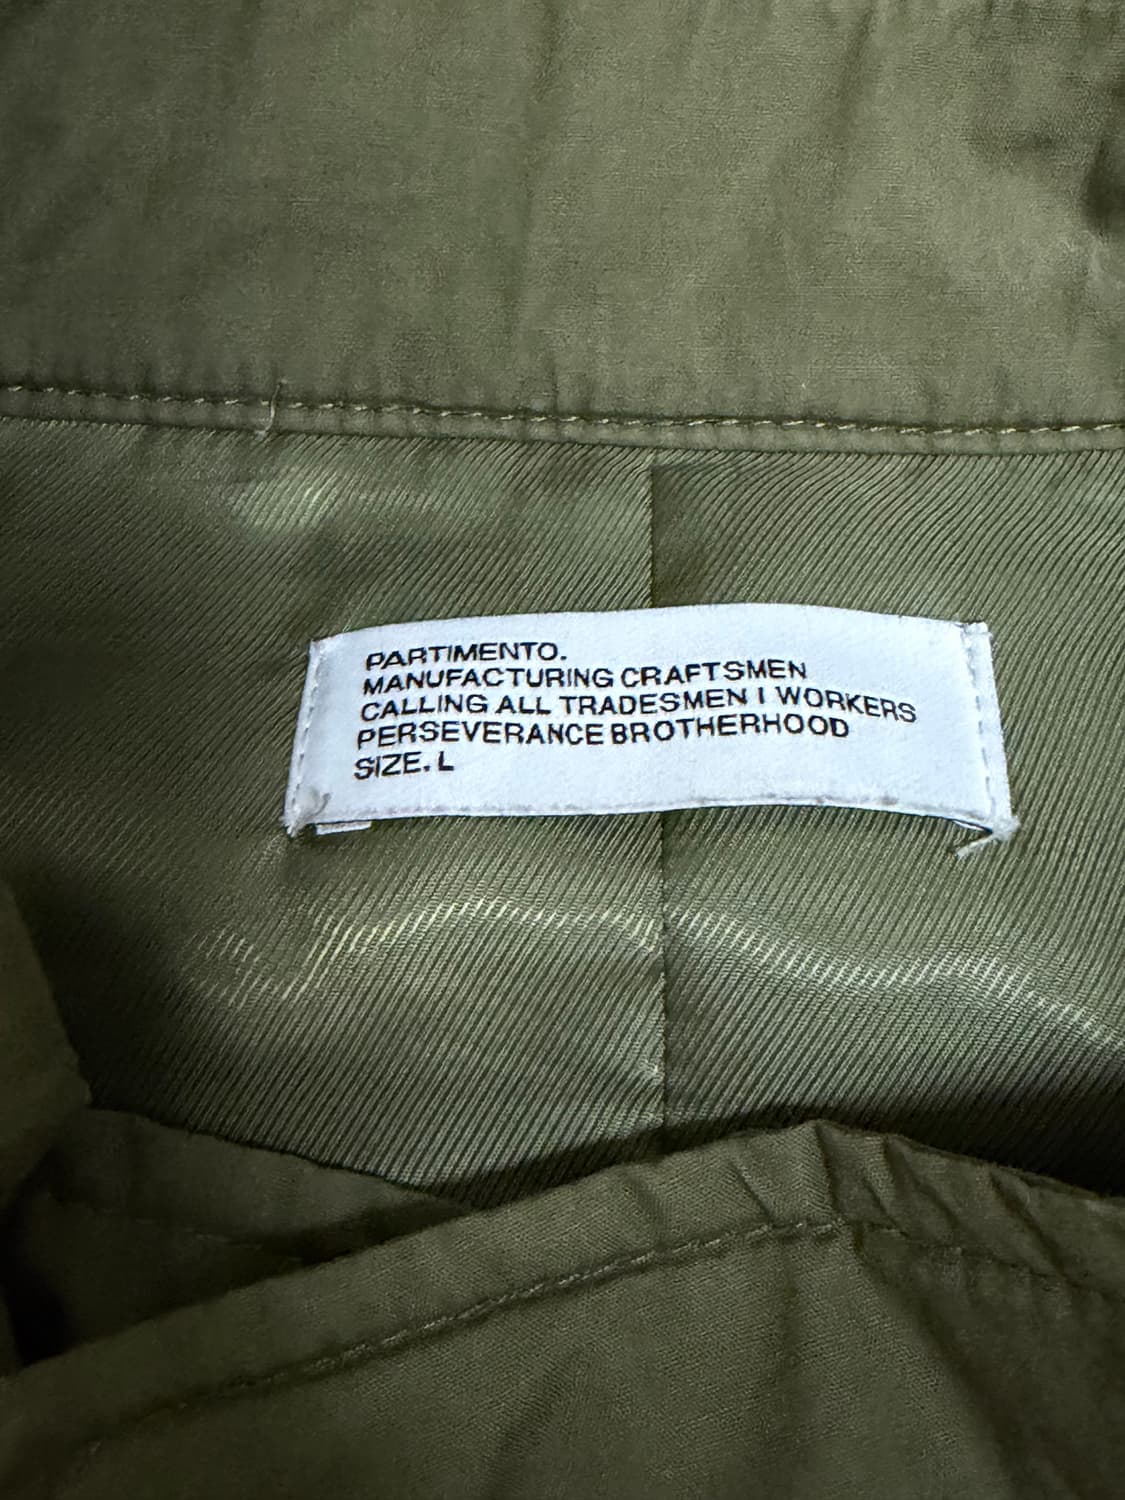 PARTIMENTO.
MANUFACTURING CRAFTSMEN
CALLING ALL TRADESMEN I WORKERS
PERSEVERANCE BROTHERHOOD
SIZE. L